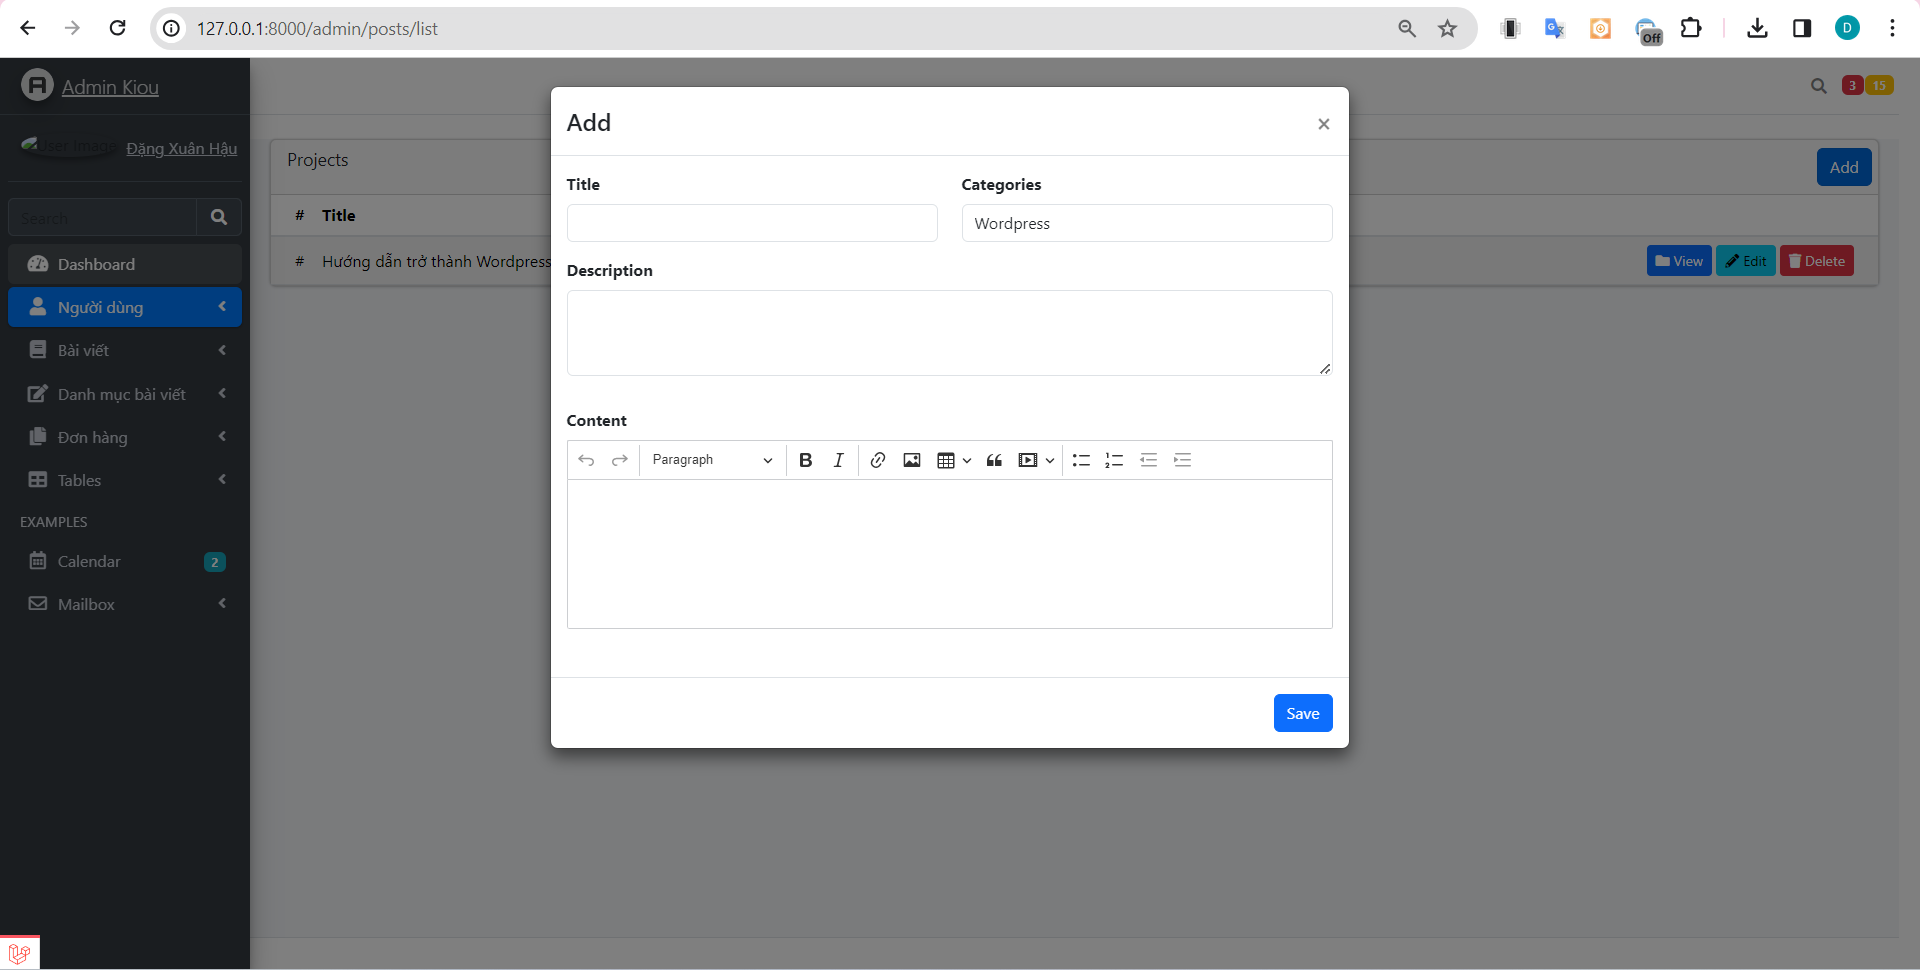 127.0.0.1:8000/admin/posts/list
Off
D
Admin Kiou
3
15
User Image
Đặng Xuân Hậu
Search
Dashboard
Người dùng
Bài viết
Danh mục bài viết
Đơn hàng
Tables
EXAMPLES
Calendar
2
Mailbox
Projects
Add
# Title
# Hướng dẫn trở thành Wordpress
View
Edit
Delete
Add
×
Title
Categories
Wordpress
Description
Content
Paragraph
B
I
Save